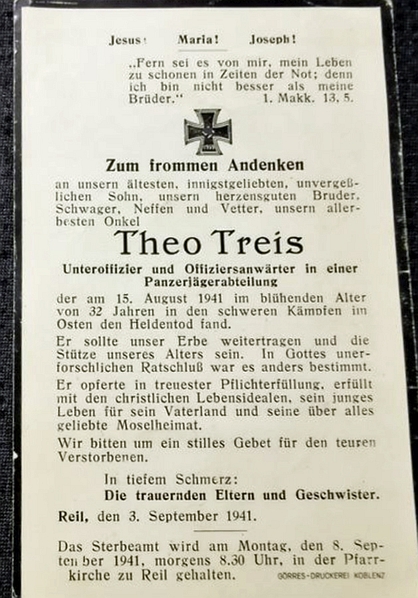 Jesus! Maria! Joseph!
„Fern sei es von mir, mein Leben
zu schonen in Zeiten der Not; denn
ich bin nicht besser als meine
Brüder.“ 1. Makk. 13, 5.
Zum frommen Andenken
an unsern ältesten, innigstgeliebten, unvergeß-
lichen Sohn, unsern herzensguten Bruder,
Schwager, Neffen und Vetter, unsern aller-
besten Onkel
Theo Treis
Unteroffizier und Offiziersanwärter in einer
Panzerjägerabteilung
der am 15. August 1941 im blühenden Alter
von 32 Jahren in den schweren Kämpfen im
Osten den Heldentod fand.
Er sollte unser Erbe weitertragen und die
Stütze unseres Alters sein. In Gottes uner-
forschlichen Ratschluß war es anders bestimmt.
Er opferte in treuester Pflichterfüllung, erfüllt
mit den christlichen Lebensidealen, sein junges
Leben für sein Vaterland und seine über alles
geliebte Moselheimat.
Wir bitten um ein stilles Gebet für den teuren
Verstorbenen.
In tiefem Schmerz:
Die trauernden Eltern und Geschwister.
Reil, den 3. September 1941.
Das Sterbeamt wird am Montag, den 8. Sep-
tember 1941, morgens 8.30 Uhr, in der Pfarr-
kirche zu Reil gehalten. GÖRRES-DRUCKEREI KOBLENZ